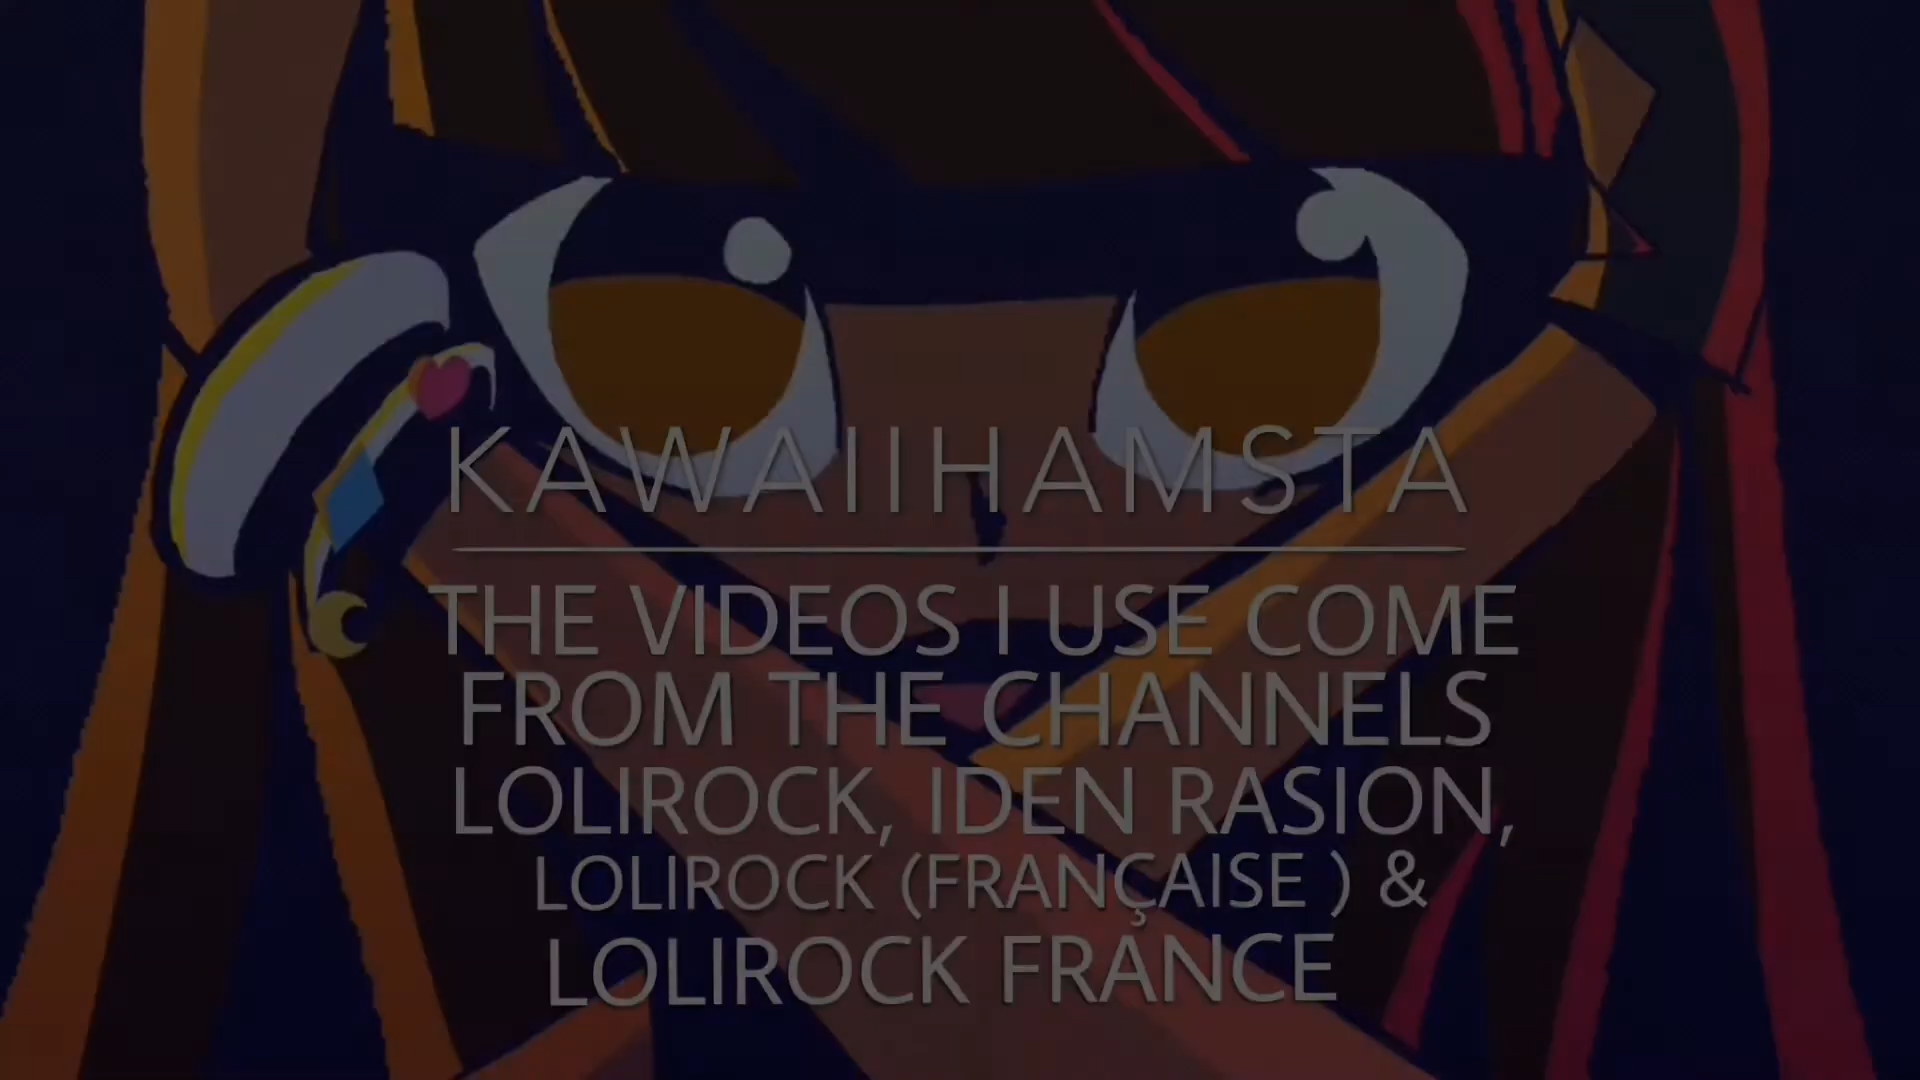 KAWAIIHAMSTA
THE VIDEOS I USE COME
FROM THE CHANNELS
LOLIROCK, IDEN RASION,
LOLIROCK (FRANÇAISE ) &
LOLIROCK FRANCE